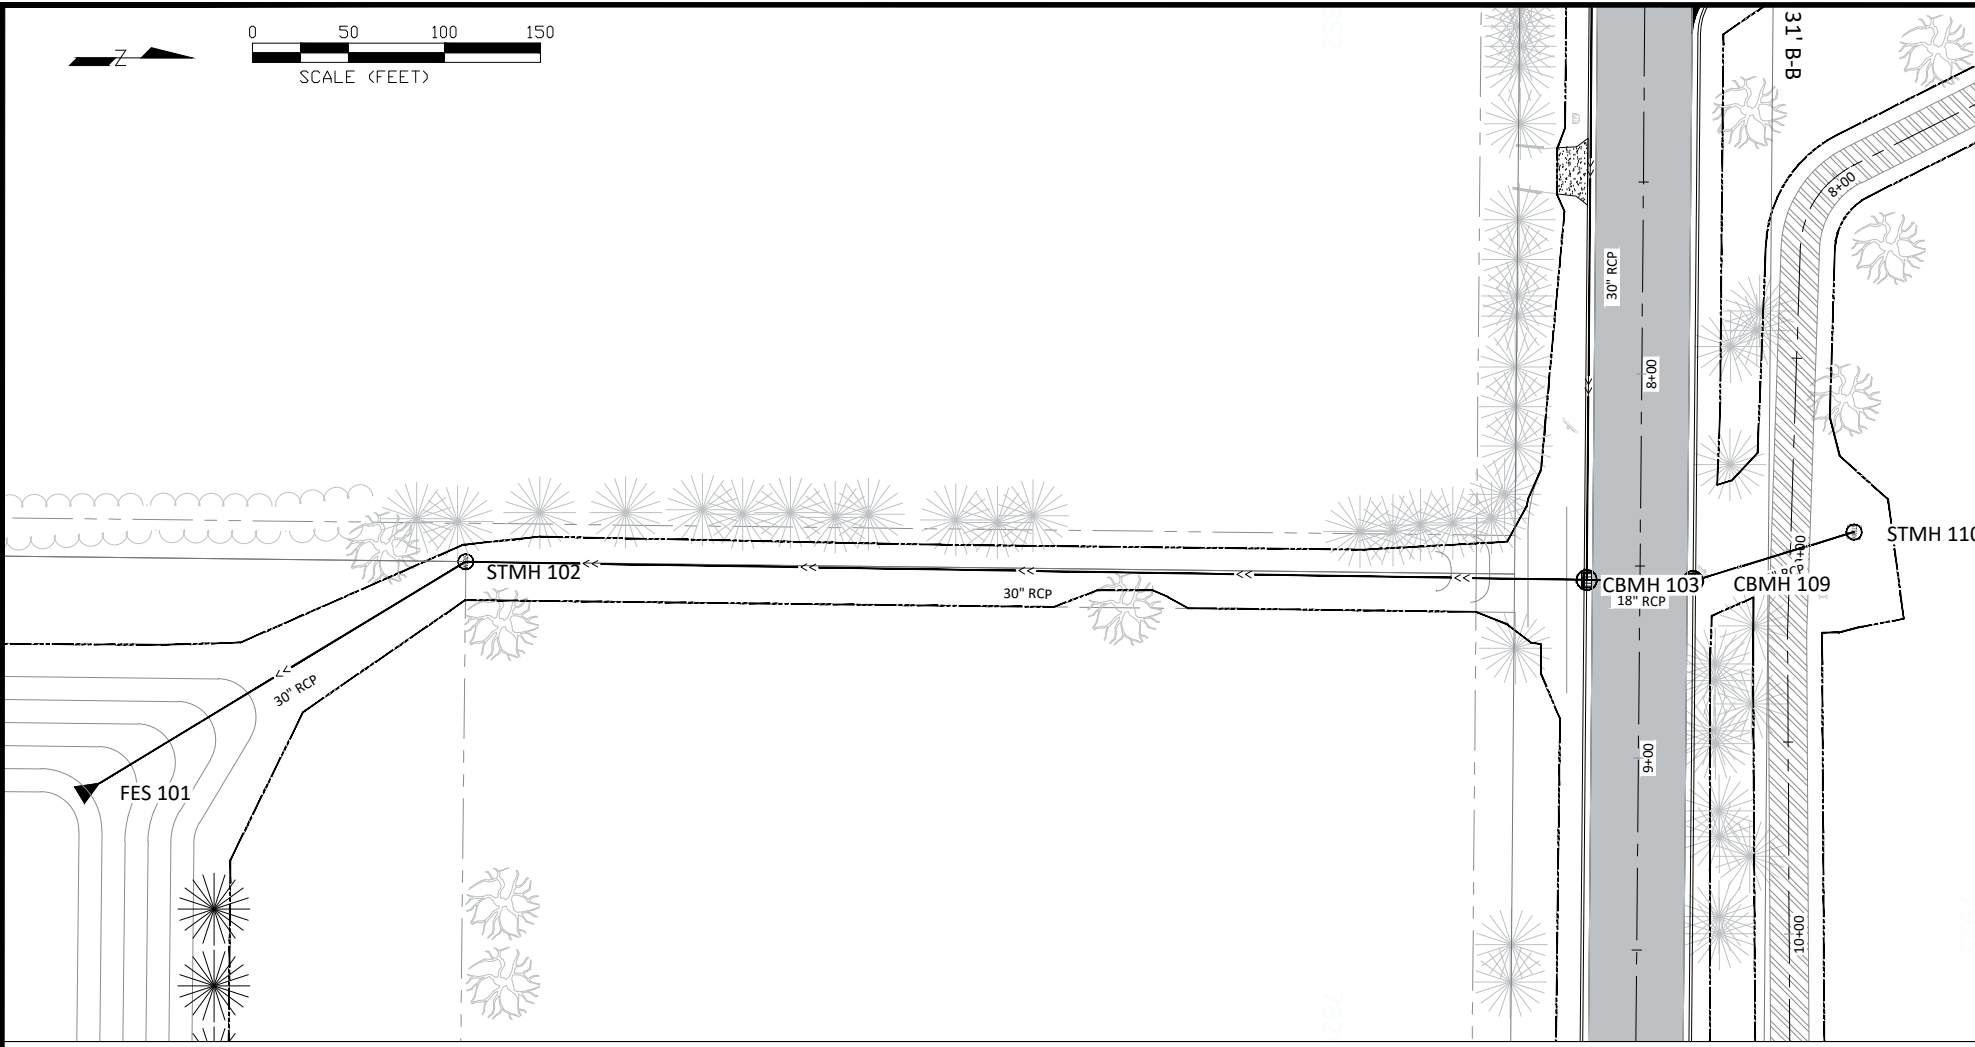 0 50 100 150
SCALE (FEET)
Z
31' B-B
8+00
30" RCP
8+00
STMH 110
STMH 102
30" RCP
CBMH 103
CBMH 109
18" RCP
30" RCP
FES 101
9+00
10+00